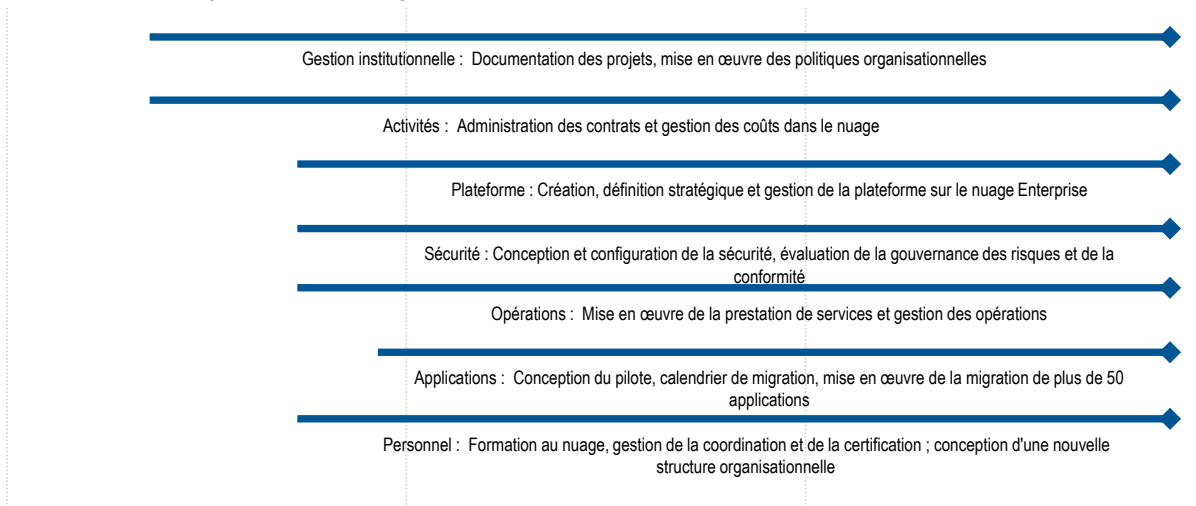 Gestion institutionnelle : Documentation des projets, mise en œuvre des politiques organisationnelles
Activités : Administration des contrats et gestion des coûts dans le nuage
Plateforme : Création, définition stratégique et gestion de la plateforme sur le nuage Enterprise
Sécurité : Conception et configuration de la sécurité, évaluation de la gouvernance des risques et de la
conformité
Opérations : Mise en œuvre de la prestation de services et gestion des opérations
Applications : Conception du pilote, calendrier de migration, mise en œuvre de la migration de plus de 50
applications
Personnel : Formation au nuage, gestion de la coordination et de la certification ; conception d'une nouvelle
structure organisationnelle